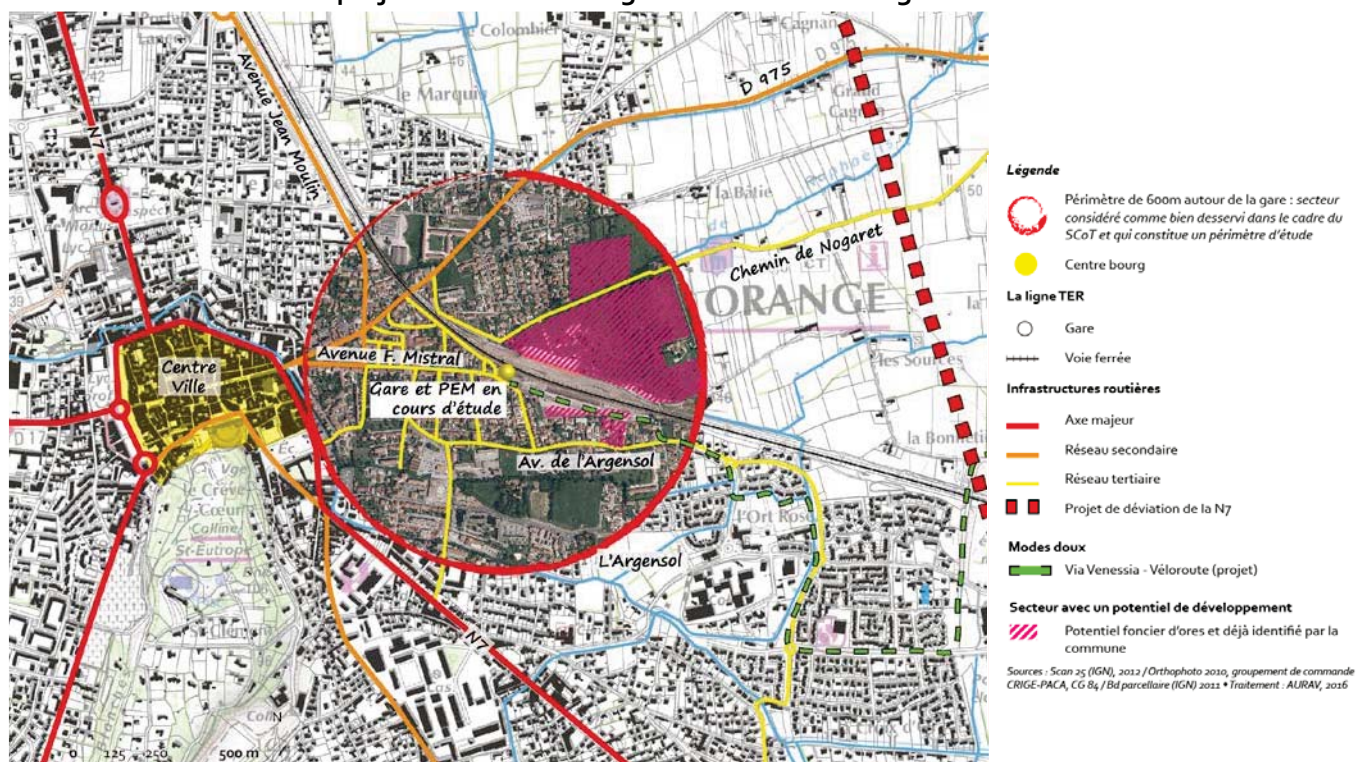 le Colombier
Cagnan
D 975
le Marquis
Grand
Cagnan
Avenue Jean Moulin
N7
la Bâtie
Chemin de Nogaret
ORANGE
les Sources
Centre
Ville
Avenue F. Mistral
Gare et PEM en
cours d'étude
D 17
Av. de l'Argensol
l'Argensol
Colline
St-Eutrope
N7
0 125 250 500 m
Légende
Périmètre de 600m autour de la gare : secteur
considéré comme bien desservi dans le cadre du
SCoT et qui constitue un périmètre d'étude
Centre bourg
La ligne TER
Gare
Voie ferrée
Infrastructures routières
Axe majeur
Réseau secondaire
Réseau tertiaire
Projet de déviation de la N7
Modes doux
Via Venessia - Véloroute (projet)
Secteur avec un potentiel de développement
Potentiel foncier d'ores et déjà identifié par la
commune
Sources : Scan 25 (IGN), 2012 / Orthophoto 2010, groupement de commande
CRIGE-PACA, CG 84 / Bd parcellaire (IGN) 2011 • Traitement : AURAV, 2016